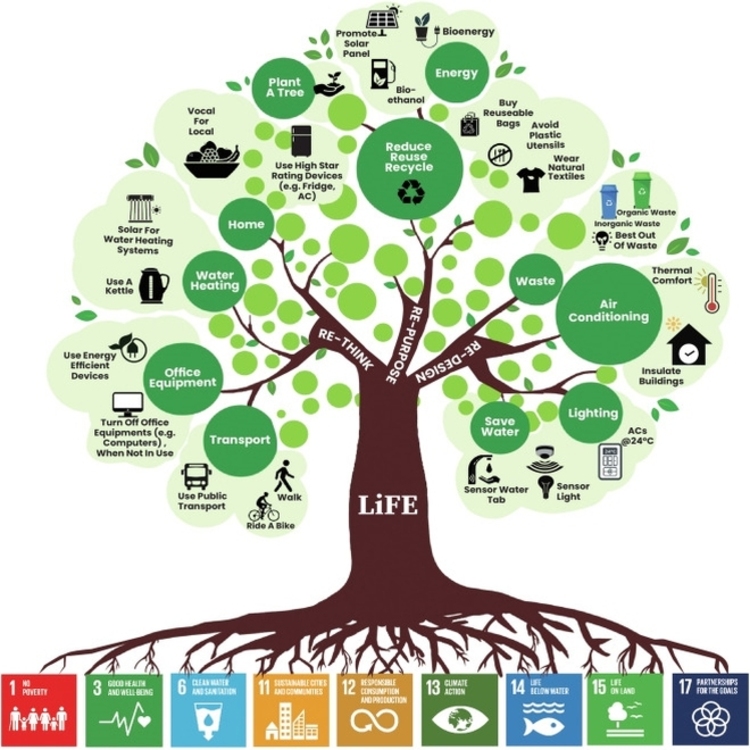 Promote
Solar
Panel
Bioenergy
Bio-
ethanol
Energy
Plant
A Tree
Vocal
For
Local
Use High Star
Rating Devices
(e.g. Fridge,
AC)
Reduce
Reuse
Recycle
Buy
Reuseable
Bags
Avoid
Plastic
Utensils
Wear
Natural
Textiles
Organic Waste
Inorganic Waste
Best Out
Of Waste
Home
Solar For
Water Heating
Systems
Use A
Kettle
Water
Heating
Waste
Air
Conditioning
Thermal
Comfort
Insulate
Buildings
RE-THINK
RE-PURPOSE
RE-DESIGN
Use Energy
Efficient
Devices
Office
Equipment
Turn Off Office
Equipments (e.g.
Computers) ,
When Not In Use
Transport
Use Public
Transport
Walk
Ride A Bike
Save
Water
Lighting
ACs
@24°C
24°C
Sensor Water
Tab
Sensor
Light
LiFE
1 NO
POVERTY
3 GOOD HEALTH
AND WELL-BEING
6 CLEAN WATER
AND SANITATION
11 SUSTAINABLE CITIES
AND COMMUNITIES
12 RESPONSIBLE
CONSUMPTION
AND PRODUCTION
13 CLIMATE
ACTION
14 LIFE
BELOW WATER
15 LIFE
ON LAND
17 PARTNERSHIPS
FOR THE GOALS